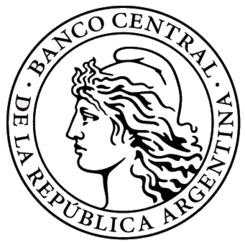 · BANCO CENTRAL ·
DE LA REPÚBLICA ARGENTINA